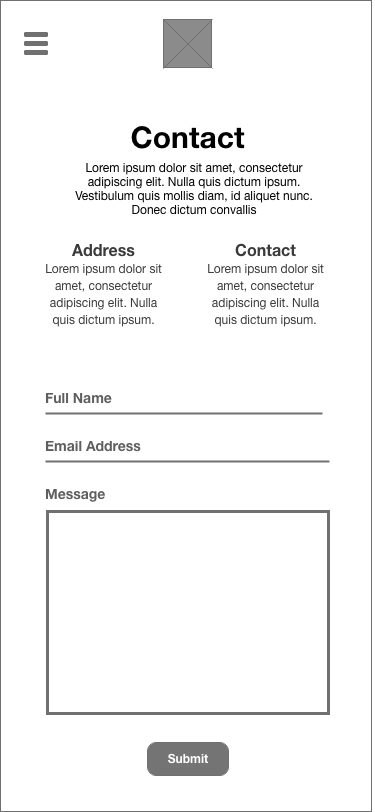 Contact
Lorem ipsum dolor sit amet, consectetur
adipiscing elit. Nulla quis dictum ipsum.
Vestibulum quis mollis diam, id aliquet nunc.
Donec dictum convallis
Address
Lorem ipsum dolor sit
amet, consectetur
adipiscing elit. Nulla
quis dictum ipsum.
Contact
Lorem ipsum dolor sit
amet, consectetur
adipiscing elit. Nulla
quis dictum ipsum.
Full Name
Email Address
Message
Submit